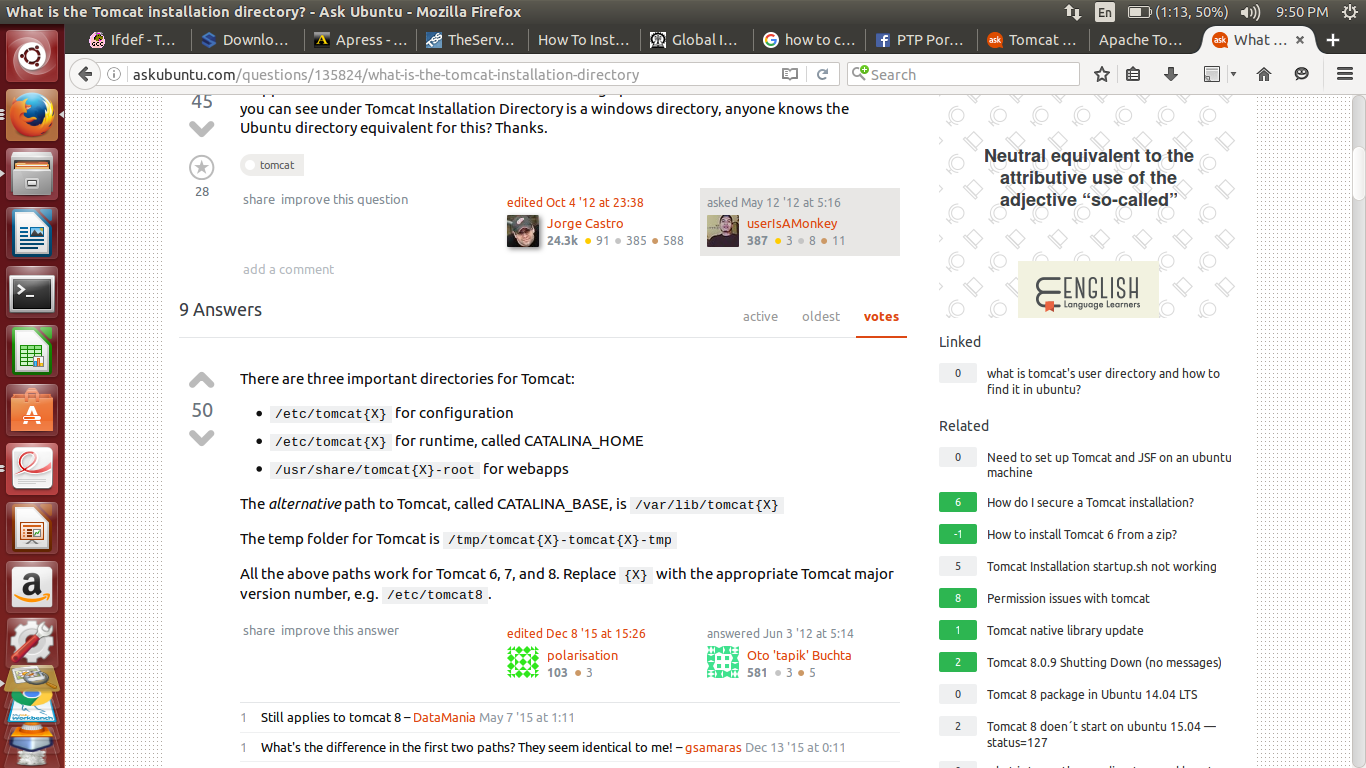 What is the Tomcat installation directory? - Ask Ubuntu - Mozilla Firefox
En
(1:13, 50%)
9:50 PM
Ifdef - T...
Downlo...
Apress - ...
TheServ...
How To Inst...
Global I...
how to c...
PTP Por...
Tomcat ...
Apache To...
What ...
askubuntu.com/questions/135824/what-is-the-tomcat-installation-directory
Search
45
you can see under Tomcat Installation Directory is a windows directory, anyone knows the
Ubuntu directory equivalent for this? Thanks.
28
tomcat
share improve this question
edited Oct 4 '12 at 23:38
Jorge Castro
24.3k 91 385 588
asked May 12 '12 at 5:16
userIsAMonkey
387 3 8 11
add a comment
9 Answers
active oldest votes
50
There are three important directories for Tomcat:
• /etc/tomcat{X} for configuration
• /etc/tomcat{X} for runtime, called CATALINA_HOME
• /usr/share/tomcat{X}-root for webapps
The alternative path to Tomcat, called CATALINA_BASE, is /var/lib/tomcat{X}
The temp folder for Tomcat is /tmp/tomcat{X}-tomcat{X}-tmp
All the above paths work for Tomcat 6, 7, and 8. Replace {X} with the appropriate Tomcat major
version number, e.g. /etc/tomcat8.
share improve this answer
edited Dec 8 '15 at 15:26
polarisation
103 3
answered Jun 3 '12 at 5:14
Oto 'tapik' Buchta
581 3 5
1 Still applies to tomcat 8 – DataMania May 7 '15 at 1:11
1 What's the difference in the first two paths? They seem identical to me! – gsamaras Dec 13 '15 at 0:11
Neutral equivalent to the
attributive use of the
adjective “so-called”
ENGLISH
Language Learners
Linked
0 what is tomcat's user directory and how to
find it in ubuntu?
Related
0 Need to set up Tomcat and JSF on an ubuntu
machine
6 How do I secure a Tomcat installation?
-1 How to install Tomcat 6 from a zip?
5 Tomcat Installation startup.sh not working
8 Permission issues with tomcat
1 Tomcat native library update
2 Tomcat 8.0.9 Shutting Down (no messages)
0 Tomcat 8 package in Ubuntu 14.04 LTS
2 Tomcat 8 doen´t start on ubuntu 15.04 —
status=127